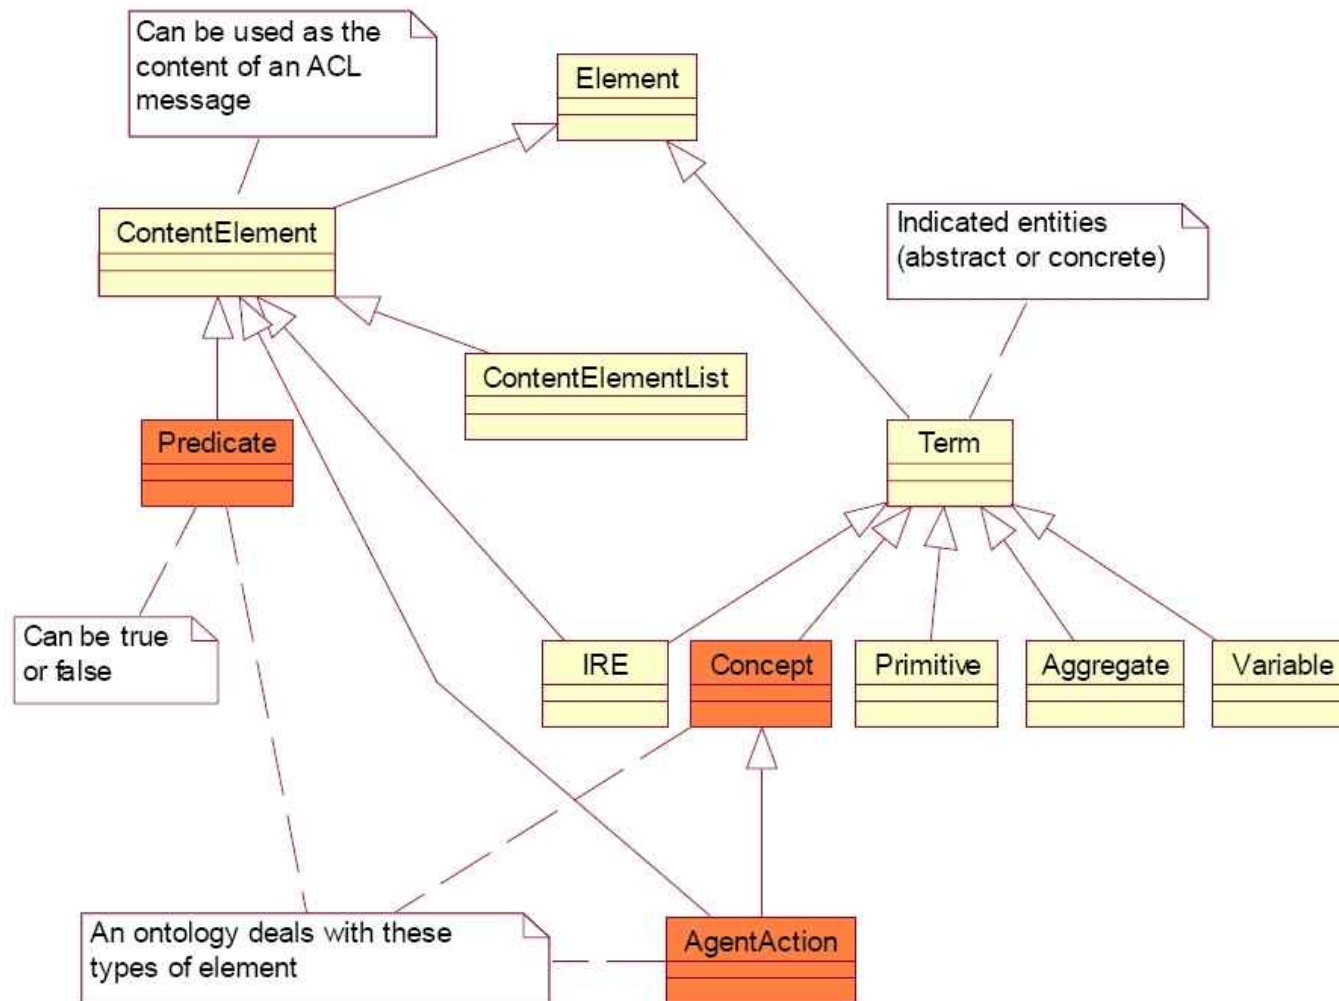 Can be used as the
content of an ACL
message
Element
ContentElement
Indicated entities
(abstract or concrete)
ContentElementList
Predicate
Term
Can be true
or false
IRE
Concept
Primitive
Aggregate
Variable
An ontology deals with these
types of element
AgentAction